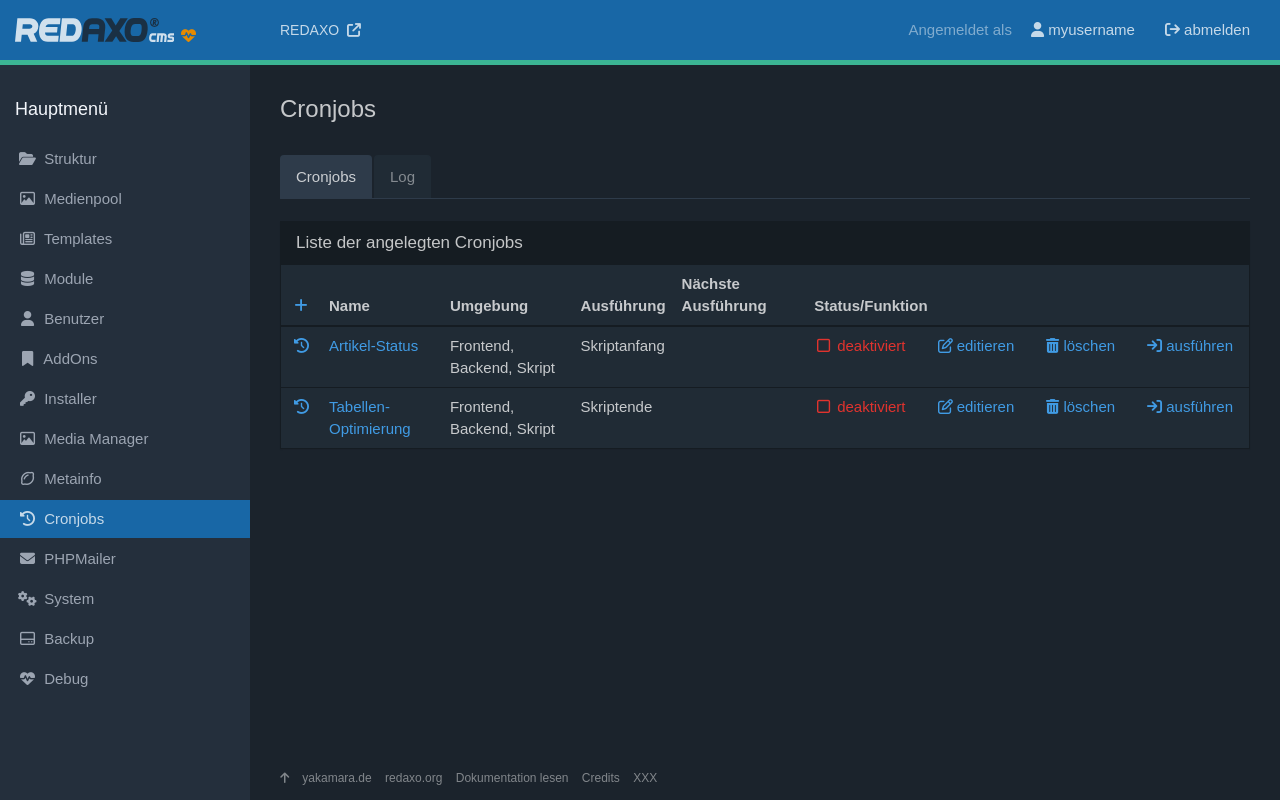 REDAXO® cms
REDAXO
Angemeldet als myusername abmelden
Hauptmenü
Struktur
Medienpool
Templates
Module
Benutzer
AddOns
Installer
Media Manager
Metainfo
Cronjobs
PHPMailer
System
Backup
Debug
Cronjobs
Cronjobs Log
Liste der angelegten Cronjobs
Name Umgebung Ausführung Nächste Ausführung Status/Funktion
Artikel-Status Frontend, Skriptanfang deaktiviert editieren löschen ausführen
Backend, Skript
Tabellen- Frontend, Skriptende deaktiviert editieren löschen ausführen
Optimierung Backend, Skript
yakamara.de redaxo.org Dokumentation lesen Credits XXX